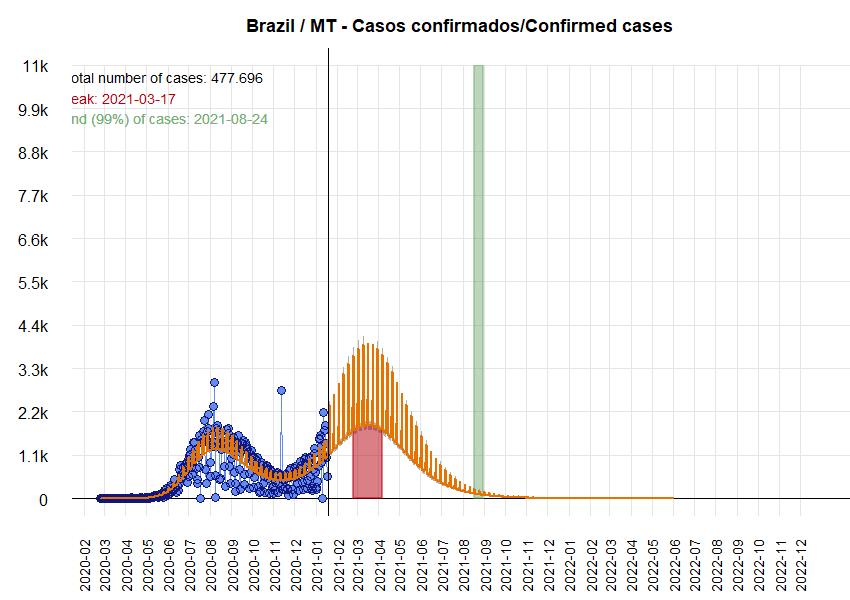 Brazil / MT - Casos confirmados/Confirmed cases
otal number of cases: 477.696
eak: 2021-03-17
nd (99%) of cases: 2021-08-24
11k
9.9k
8.8k
7.7k
6.6k
5.5k
4.4k
3.3k
2.2k
1.1k
0
2020-02
2020-03
2020-04
2020-05
2020-06
2020-07
2020-08
2020-09
2020-10
2020-11
2020-12
2021-01
2021-02
2021-03
2021-04
2021-05
2021-06
2021-07
2021-08
2021-09
2021-10
2021-11
2021-12
2022-01
2022-02
2022-03
2022-04
2022-05
2022-06
2022-07
2022-08
2022-09
2022-10
2022-11
2022-12